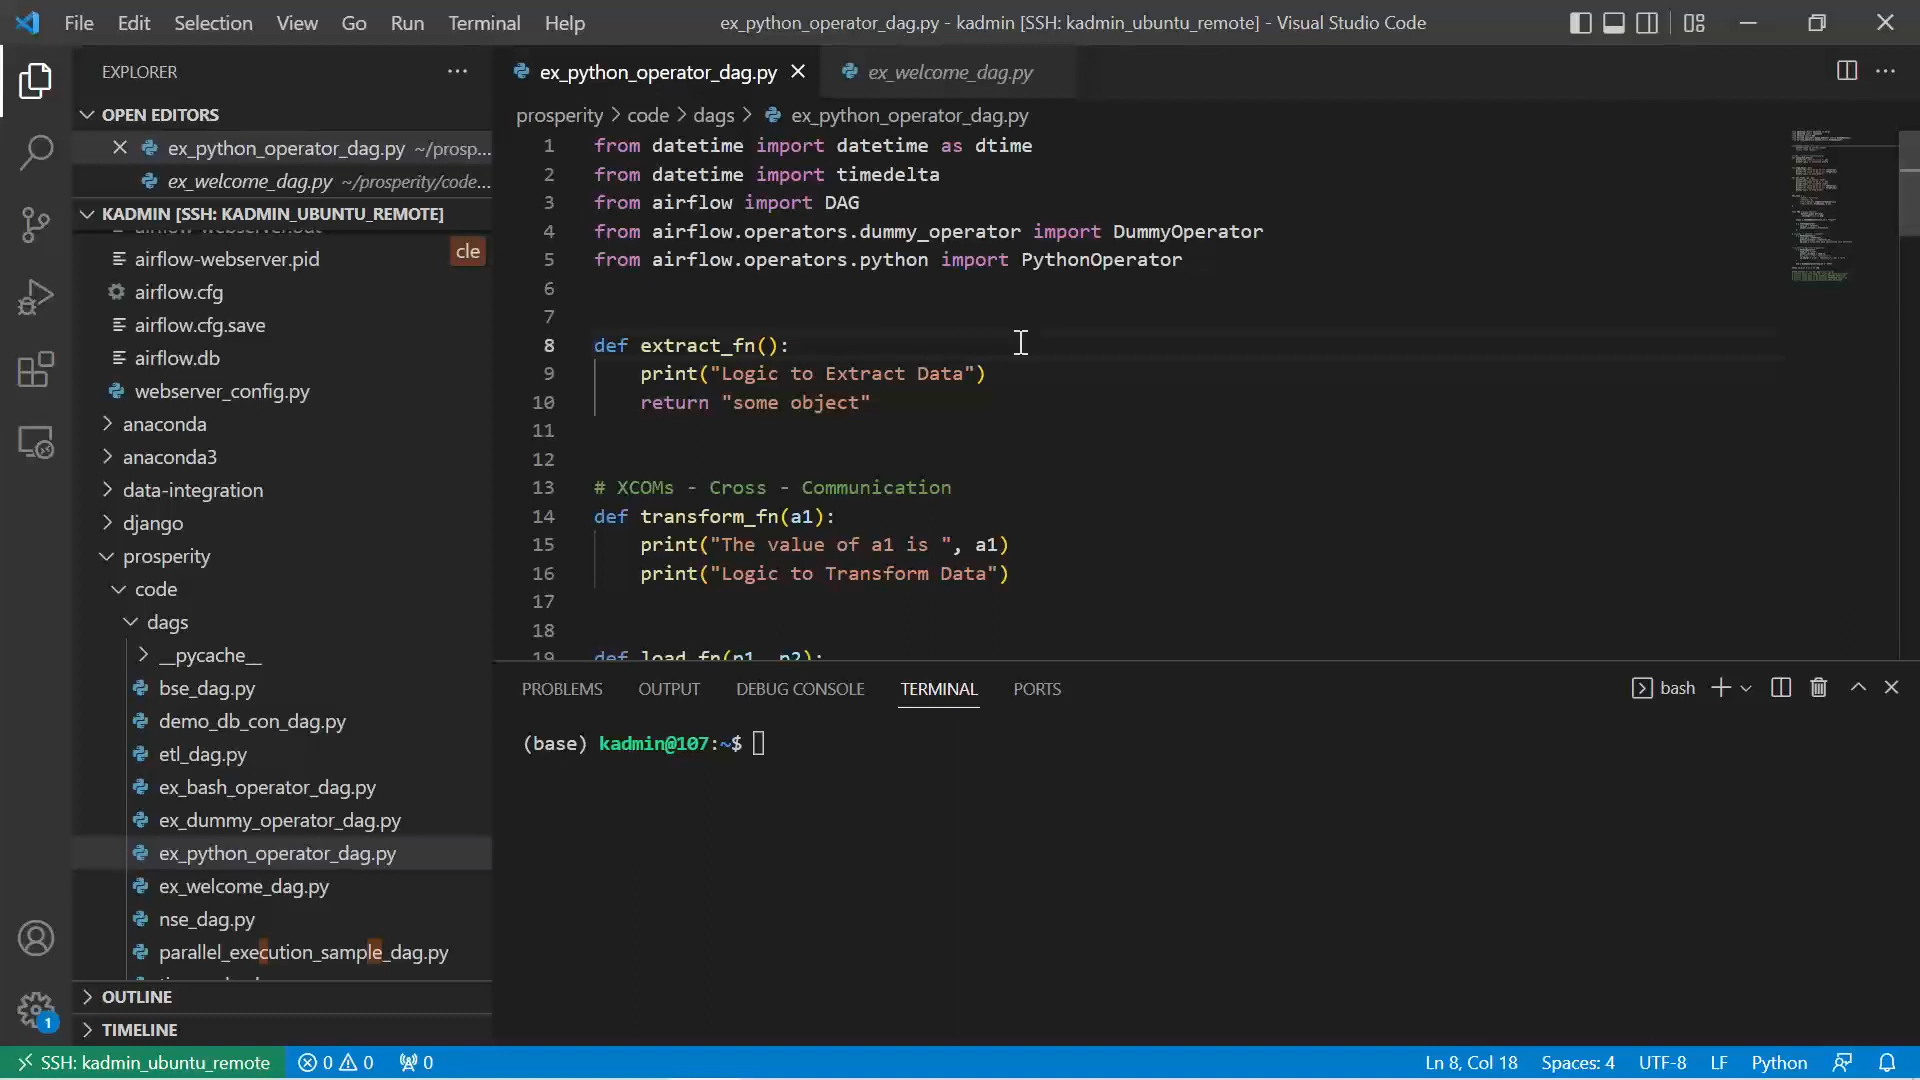 File Edit Selection View Go Run Terminal Help
ex_python_operator_dag.py - kadmin [SSH: kadmin_ubuntu_remote] - Visual Studio Code
EXPLORER
OPEN EDITORS
ex_python_operator_dag.py ~/prosp...
ex_welcome_dag.py ~/prosperity/code...
KADMIN [SSH: KADMIN_UBUNTU_REMOTE]
airflow-webserver.out
cle
airflow-webserver.pid
airflow.cfg
airflow.cfg.save
airflow.db
webserver_config.py
anaconda
anaconda3
data-integration
django
prosperity
code
dags
__pycache__
bse_dag.py
demo_db_con_dag.py
etl_dag.py
ex_bash_operator_dag.py
ex_dummy_operator_dag.py
ex_python_operator_dag.py
ex_welcome_dag.py
nse_dag.py
parallel_execution_sample_dag.py
OUTLINE
TIMELINE
1
ex_python_operator_dag.py ex_welcome_dag.py
prosperity > code > dags > ex_python_operator_dag.py
1 from datetime import datetime as dtime
2 from datetime import timedelta
3 from airflow import DAG
4 from airflow.operators.dummy_operator import DummyOperator
5 from airflow.operators.python import PythonOperator
6
7
8 def extract_fn():
9 print("Logic to Extract Data")
10 return "some object"
11
12
13 # XCOMs - Cross - Communication
14 def transform_fn(a1):
15 print("The value of a1 is ", a1)
16 print("Logic to Transform Data")
17
18
19 def load_fn(p1, p2):
PROBLEMS OUTPUT DEBUG CONSOLE TERMINAL PORTS
bash
(base) kadmin@107:~$
SSH: kadmin_ubuntu_remote 0 0 0
Ln 8, Col 18 Spaces: 4 UTF-8 LF Python